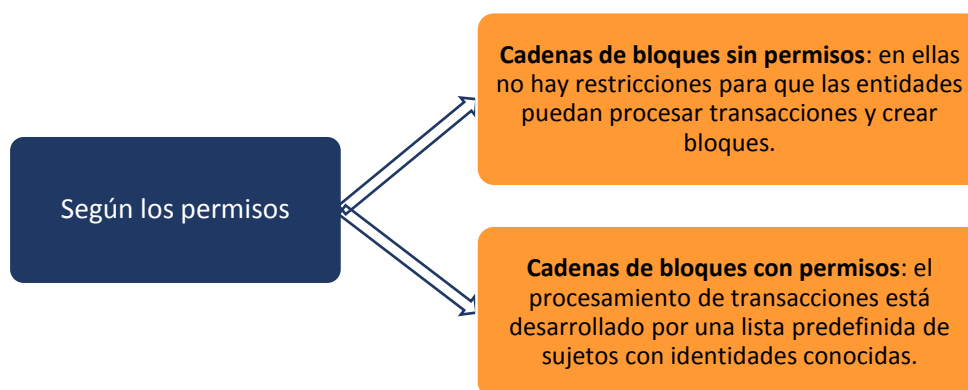 Según los permisos
Cadenas de bloques sin permisos: en ellas
no hay restricciones para que las entidades
puedan procesar transacciones y crear
bloques.
Cadenas de bloques con permisos: el
procesamiento de transacciones está
desarrollado por una lista predefinida de
sujetos con identidades conocidas.